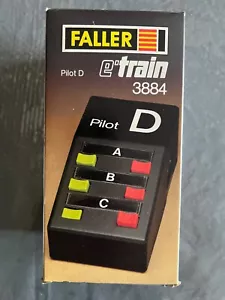 FALLER
Pilot D
e-train
3884
Pilot D
A
B
C